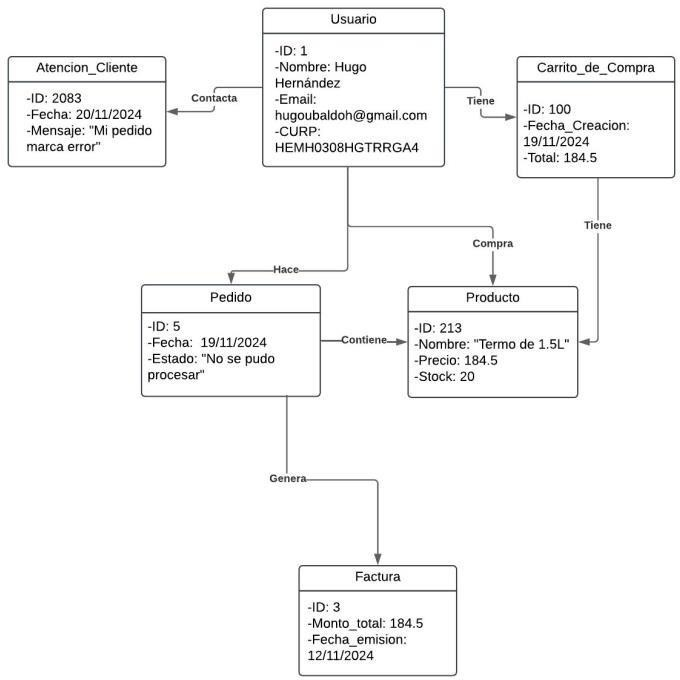 Usuario
-ID: 1
-Nombre: Hugo
Hernández
-Email:
hugoubaldoh@gmail.com
-CURP:
HEMH0308HGTRRGA4
Atencion_Cliente
-ID: 2083
-Fecha: 20/11/2024
-Mensaje: "Mi pedido
marca error"
Contacta
Tiene
Carrito_de_Compra
-ID: 100
-Fecha_Creacion:
19/11/2024
-Total: 184.5
Tiene
Compra
Hace
Pedido
-ID: 5
-Fecha:  19/11/2024
-Estado: "No se pudo
procesar"
Contiene
Producto
-ID: 213
-Nombre: "Termo de 1.5L"
-Precio: 184.5
-Stock: 20
Genera
Factura
-ID: 3
-Monto_total: 184.5
-Fecha_emision:
12/11/2024